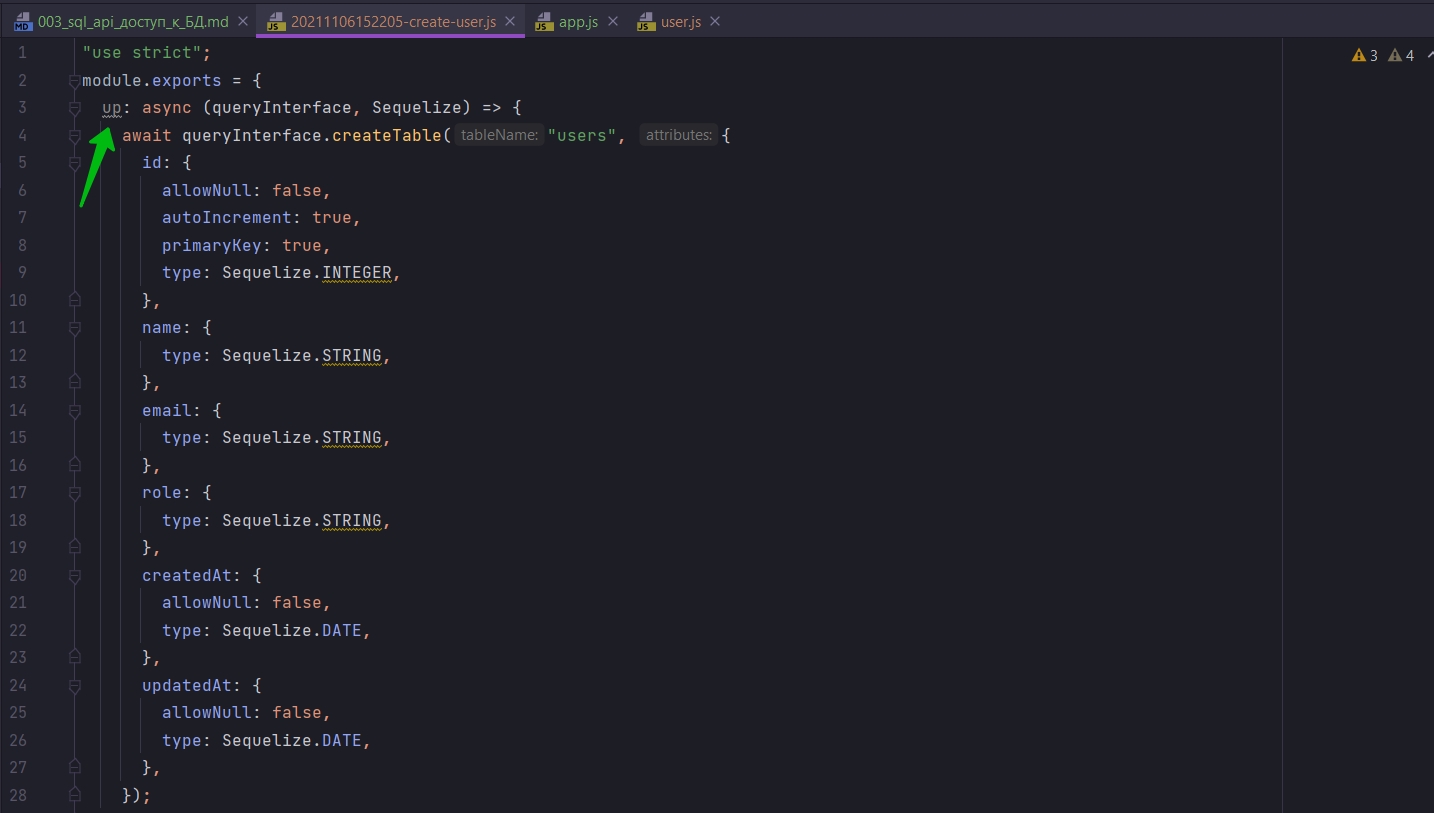 003_sql_api_доступ_к_БД.md 20211106152205-create-user.js app.js user.js
1 "use strict"; 3 4
2 module.exports = {
3 up: async (queryInterface, Sequelize) => {
4 await queryInterface.createTable( tableName: "users", attributes: {
5 id: {
6 allowNull: false,
7 autoIncrement: true,
8 primaryKey: true,
9 type: Sequelize.INTEGER,
10 },
11 name: {
12 type: Sequelize.STRING,
13 },
14 email: {
15 type: Sequelize.STRING,
16 },
17 role: {
18 type: Sequelize.STRING,
19 },
20 createdAt: {
21 allowNull: false,
22 type: Sequelize.DATE,
23 },
24 updatedAt: {
25 allowNull: false,
26 type: Sequelize.DATE,
27 },
28 });